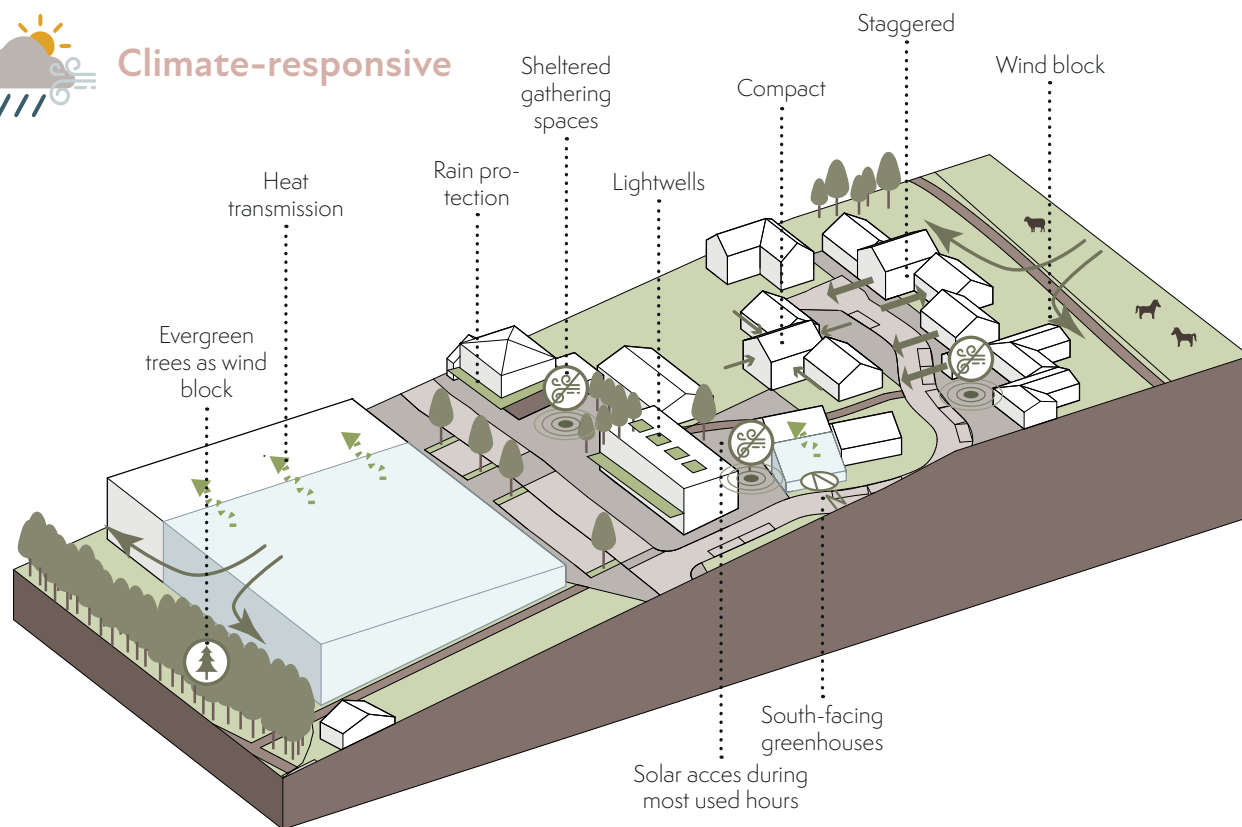 Climate-responsive
Staggered
Wind block
Sheltered
gathering
spaces
Compact
Rain pro-
tection
Lightwells
Heat
transmission
Evergreen
trees as wind
block
South-facing
greenhouses
Solar acces during
most used hours